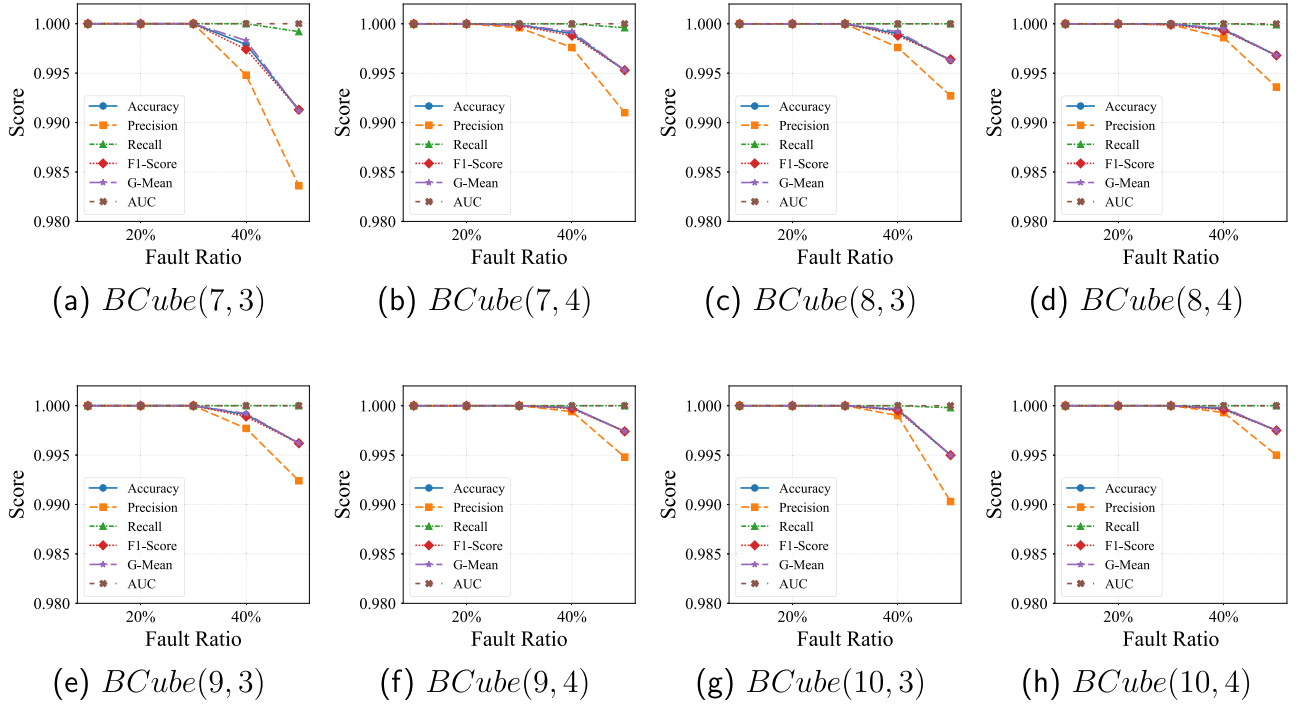 1.000
0.995
0.990
0.985
0.980
Score
Accuracy
Precision
Recall
F1-Score
G-Mean
AUC
20%
40%
Fault Ratio
(a) BCube(7, 3)
1.000
0.995
0.990
0.985
0.980
Score
Accuracy
Precision
Recall
F1-Score
G-Mean
AUC
20%
40%
Fault Ratio
(b) BCube(7, 4)
1.000
0.995
0.990
0.985
0.980
Score
Accuracy
Precision
Recall
F1-Score
G-Mean
AUC
20%
40%
Fault Ratio
(c) BCube(8, 3)
1.000
0.995
0.990
0.985
0.980
Score
Accuracy
Precision
Recall
F1-Score
G-Mean
AUC
20%
40%
Fault Ratio
(d) BCube(8, 4)
1.000
0.995
0.990
0.985
0.980
Score
Accuracy
Precision
Recall
F1-Score
G-Mean
AUC
20%
40%
Fault Ratio
(e) BCube(9, 3)
1.000
0.995
0.990
0.985
0.980
Score
Accuracy
Precision
Recall
F1-Score
G-Mean
AUC
20%
40%
Fault Ratio
(f) BCube(9, 4)
1.000
0.995
0.990
0.985
0.980
Score
Accuracy
Precision
Recall
F1-Score
G-Mean
AUC
20%
40%
Fault Ratio
(g) BCube(10, 3)
1.000
0.995
0.990
0.985
0.980
Score
Accuracy
Precision
Recall
F1-Score
G-Mean
AUC
20%
40%
Fault Ratio
(h) BCube(10, 4)